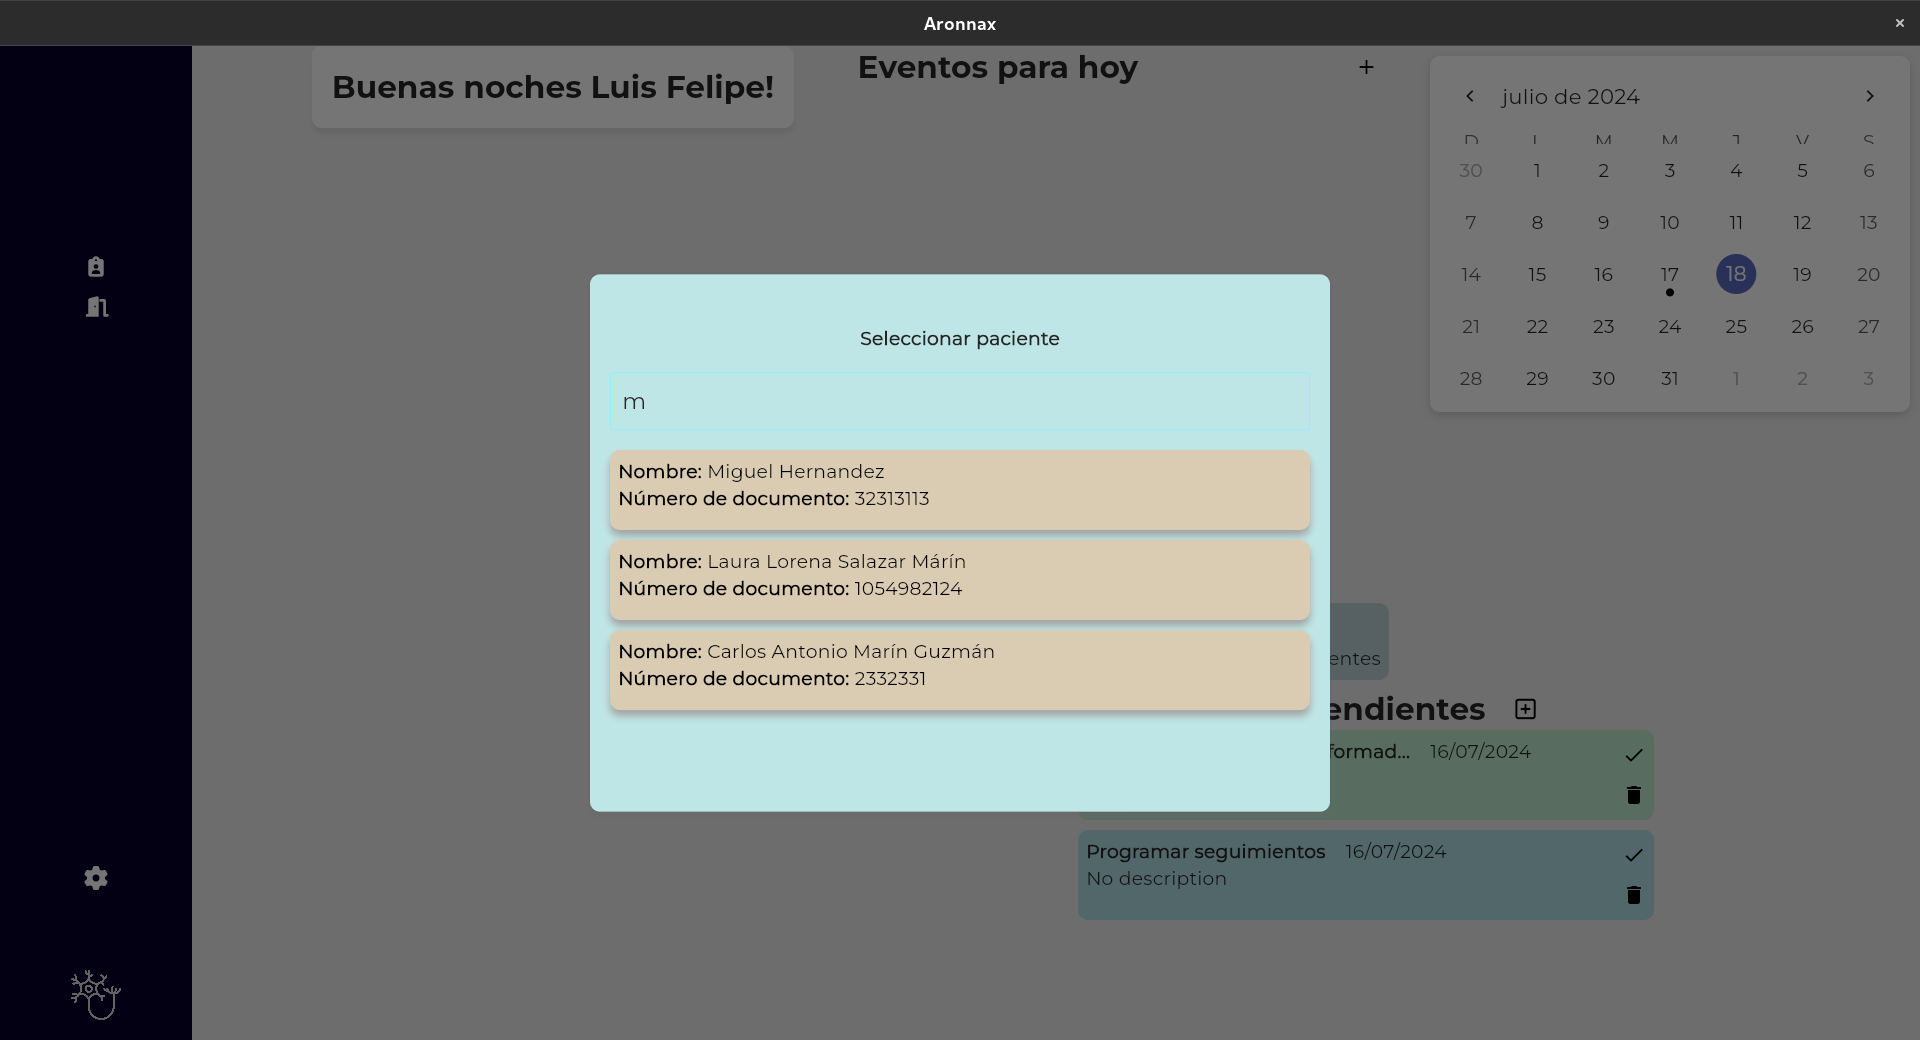 Aronnax
Buenas noches Luis Felipe!
Eventos para hoy
julio de 2024
D L M M J V S
30 1 2 3 4 5 6
7 8 9 10 11 12 13
14 15 16 17 18 19 20
21 22 23 24 25 26 27
28 29 30 31 1 2 3
Seleccionar paciente
m
Nombre: Miguel Hernandez
Número de documento: 32313113
Nombre: Laura Lorena Salazar Márín
Número de documento: 1054982124
Nombre: Carlos Antonio Marín Guzmán
Número de documento: 2332331
entes
endientes
formad... 16/07/2024
Programar seguimientos 16/07/2024
No description